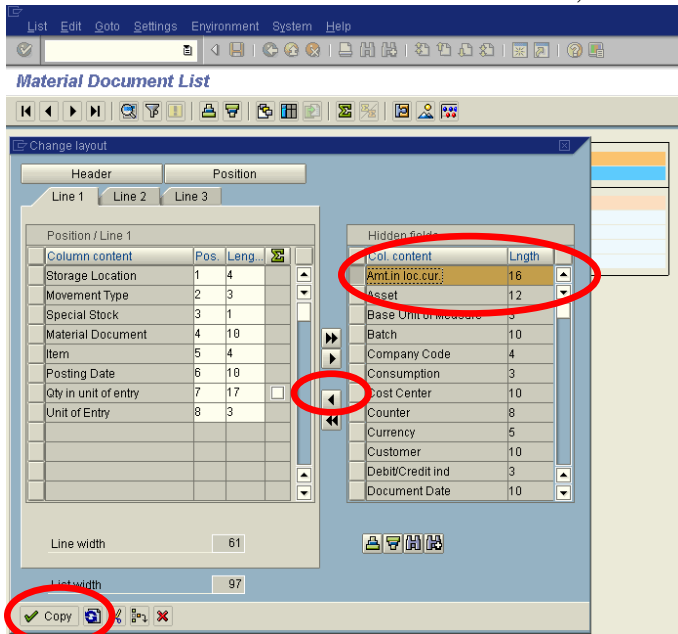 List Edit Goto Settings Environment System Help
Material Document List
Change layout
Header Position
Line 1 Line 2 Line 3
Position / Line 1
Column content Pos. Leng...
Storage Location 1 4
Movement Type 2 3
Special Stock 3 1
Material Document 4 10
Item 5 4
Posting Date 6 10
Qty in unit of entry 7 17
Unit of Entry 8 3
Line width 61
List width 97
Hidden fields
Col. content Lngth
Amt.in loc.cur. 16
Asset 12
Base Unit of Measure 3
Batch 10
Company Code 4
Consumption 3
Cost Center 10
Counter 8
Currency 5
Customer 10
Debit/Credit ind 3
Document Date 10
Copy